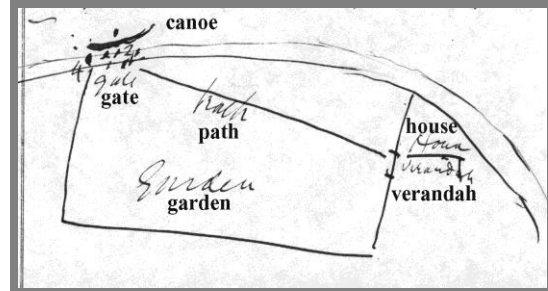 canoe
gate
gate
path
path
house
House
Verandah
verandah
Garden
garden